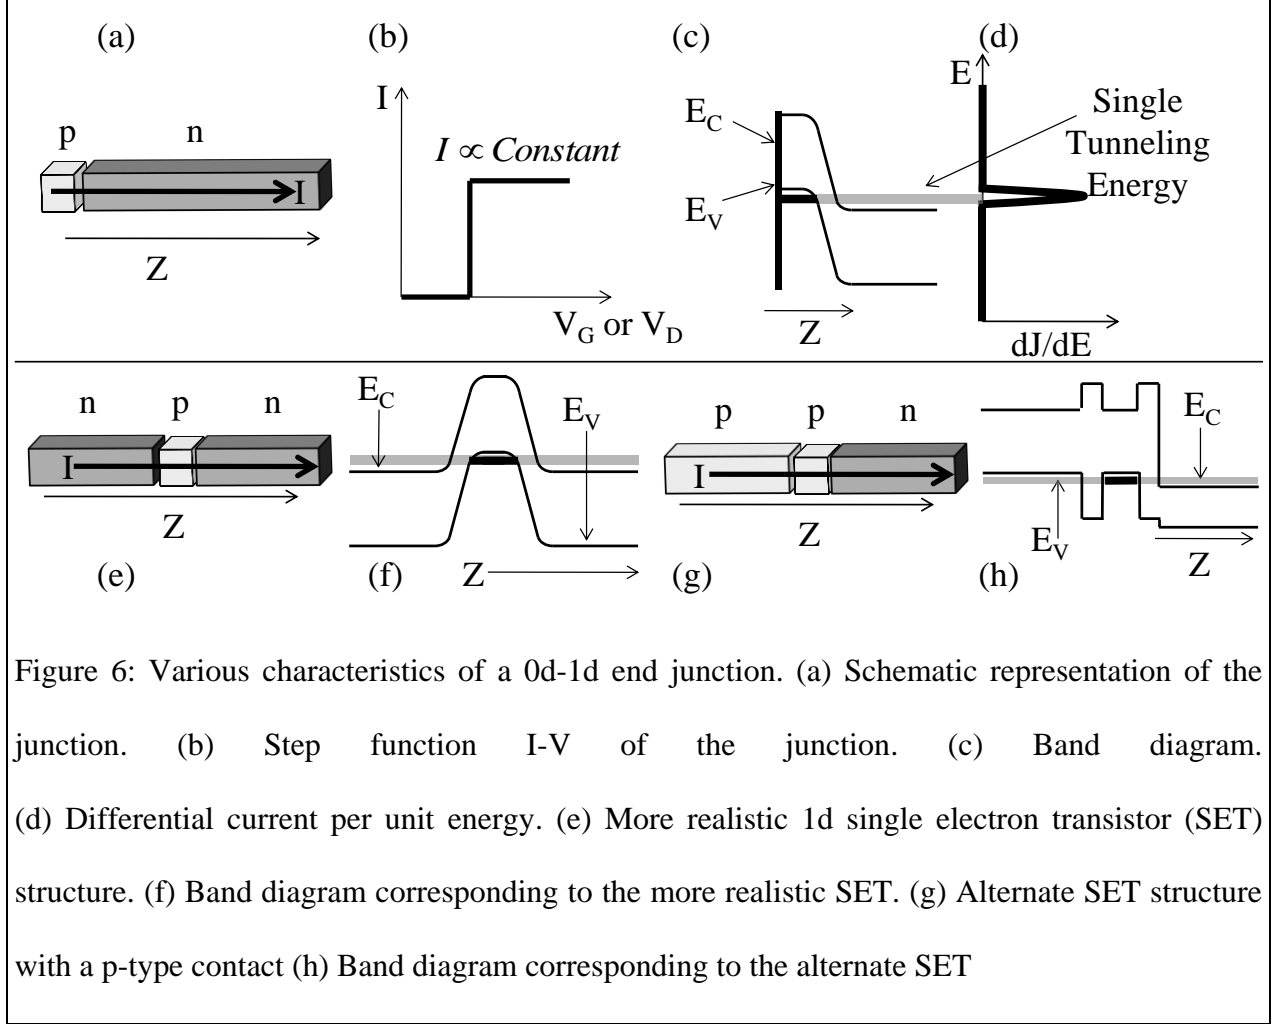 (a)
p
n
I
Z
(b)
I
I ∝ Constant
V_G or V_D
(c)
E_C
E_V
Z
(d)
E
Single
Tunneling
Energy
dJ/dE
n
p
n
I
Z
(e)
E_C
E_V
(f)
Z
p
p
n
I
Z
(g)
E_C
E_V
Z
(h)
Figure 6: Various characteristics of a 0d-1d end junction. (a) Schematic representation of the
junction. (b) Step function I-V of the junction. (c) Band diagram.
(d) Differential current per unit energy. (e) More realistic 1d single electron transistor (SET)
structure. (f) Band diagram corresponding to the more realistic SET. (g) Alternate SET structure
with a p-type contact (h) Band diagram corresponding to the alternate SET